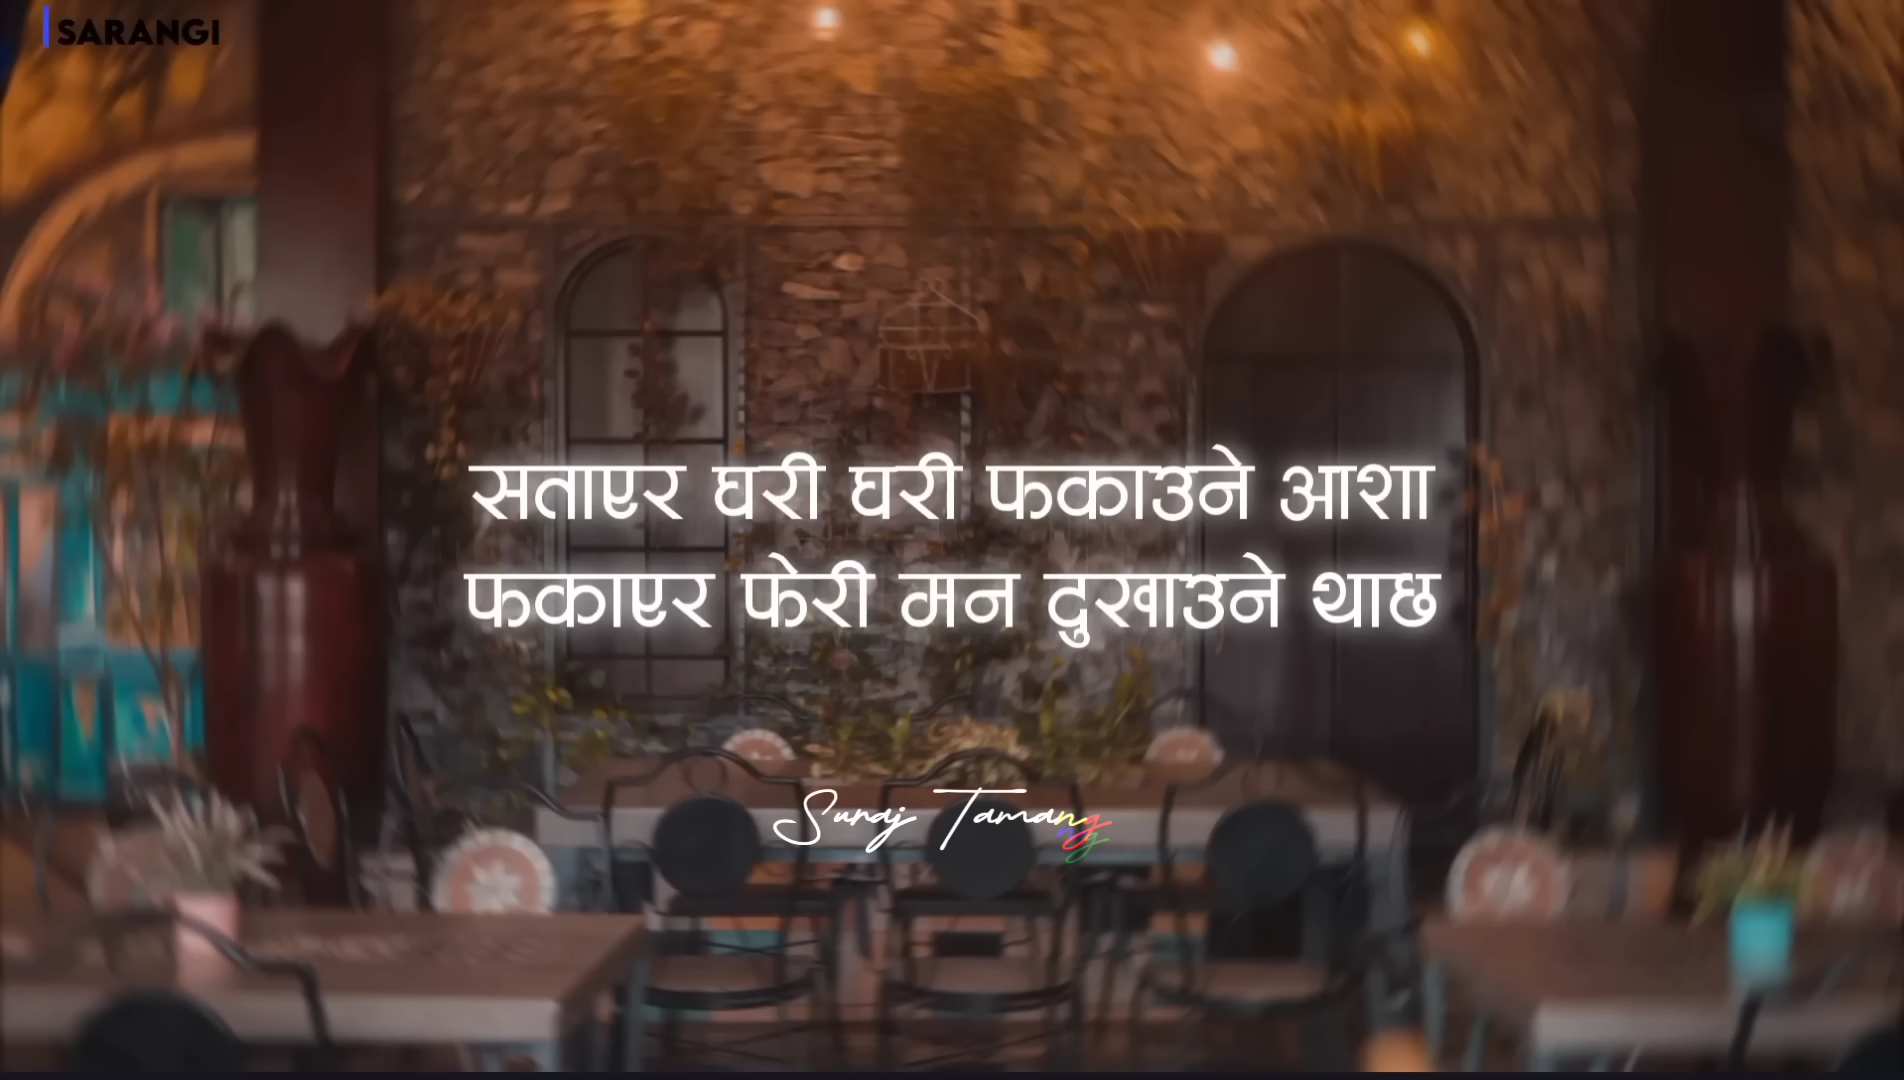 SARANGI
सताएर घरी घरी फकाउने आशा
फकाएर फेरी मन दुखाउने थाछ
Suraj Tamang